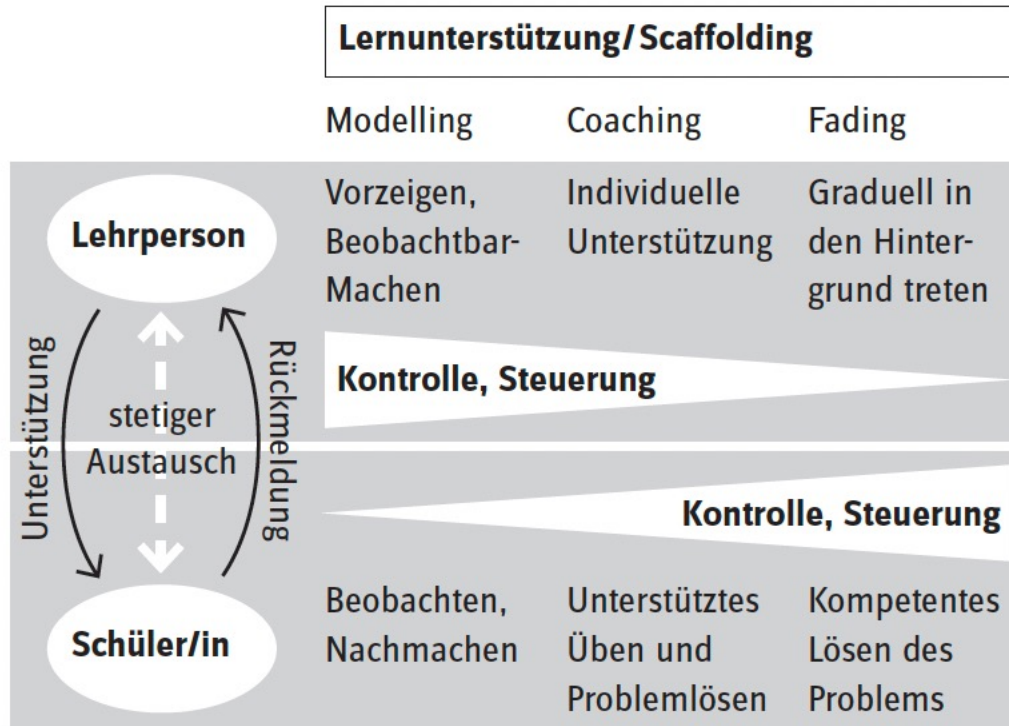 Lernunterstützung/Scaffolding
Modelling
Coaching
Fading
Lehrperson
Vorzeigen,
Beobachtbar-
Machen
Individuelle
Unterstützung
Graduell in
den Hinter-
grund treten
Unterstützung
stetiger
Austausch
Rückmeldung
Kontrolle, Steuerung
Kontrolle, Steuerung
Schüler/in
Beobachten,
Nachmachen
Unterstütztes
Üben und
Problemlösen
Kompetentes
Lösen des
Problems